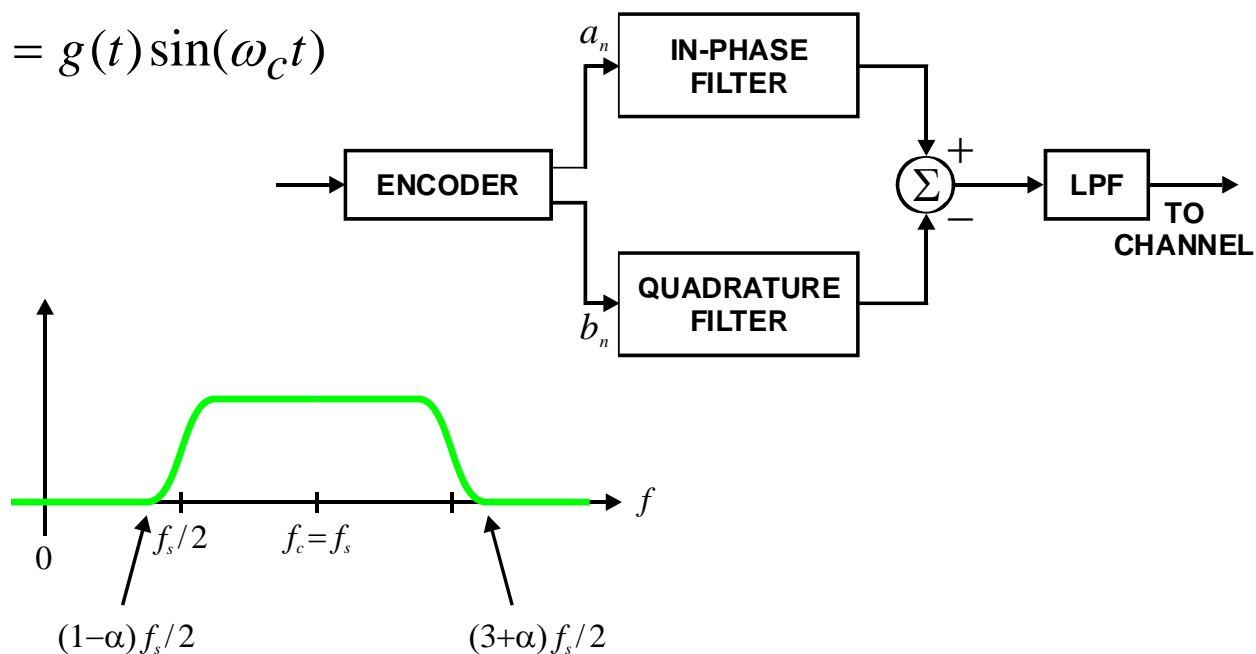 = g(t) sin(ω_c t)
a_n
IN-PHASE
FILTER
ENCODER
Σ
+
−
LPF
TO
CHANNEL
b_n
QUADRATURE
FILTER
f
0
f_s/2
f_c = f_s
(1−α) f_s/2
(3+α) f_s/2